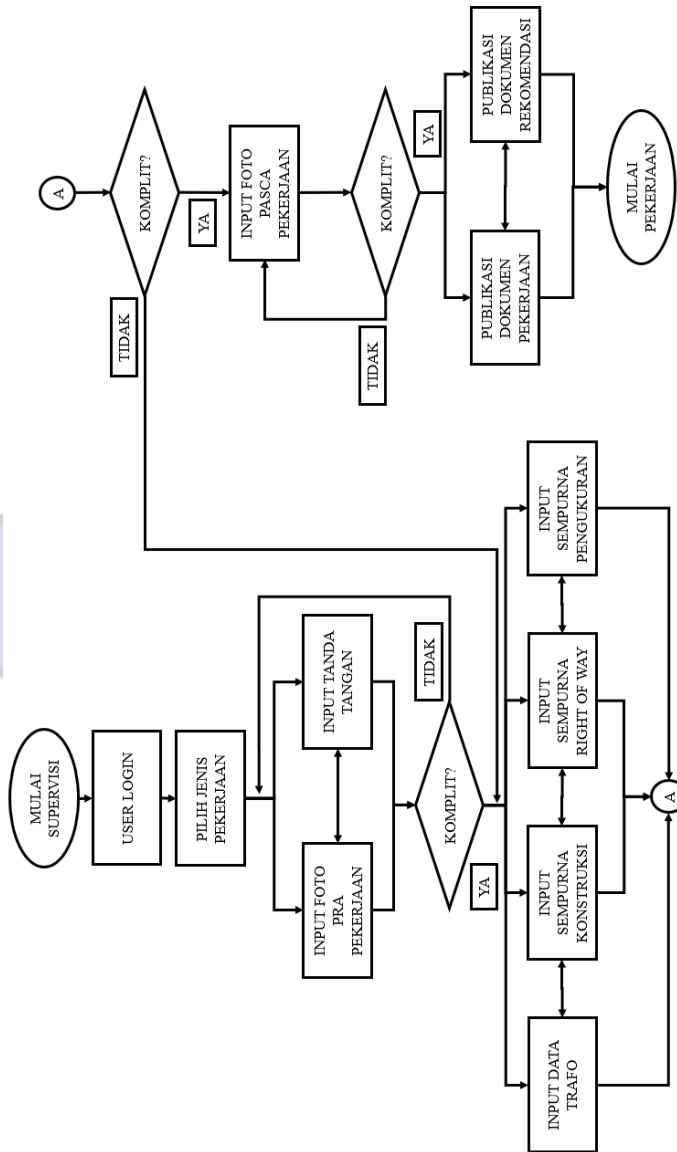 MULAI
SUPERVISI
USER LOGIN
PILIH JENIS
PEKERJAAN
INPUT FOTO
PRA
PEKERJAAN
INPUT TANDA
TANGAN
KOMPLIT?
TIDAK
YA
INPUT DATA
TRAFO
INPUT
SEMPURNA
KONSTRUKSI
INPUT
SEMPURNA
RIGHT OF WAY
INPUT
SEMPURNA
PENGUKURAN
A
A
KOMPLIT?
TIDAK
YA
INPUT FOTO
PASCA
PEKERJAAN
KOMPLIT?
TIDAK
YA
PUBLIKASI
DOKUMEN
PEKERJAAN
PUBLIKASI
DOKUMEN
REKOMENDASI
MULAI
PEKERJAAN